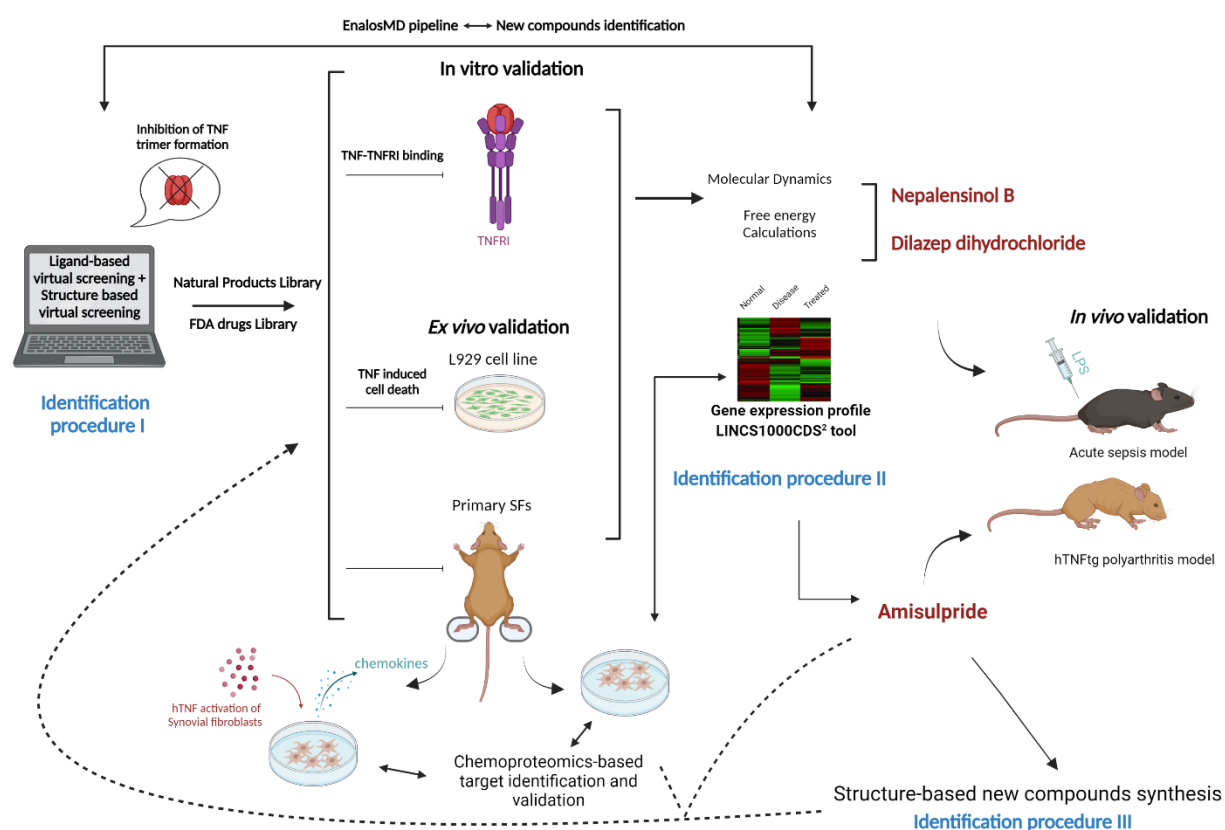 EnalosMD pipeline
New compounds identification
In vitro validation
Inhibition of TNF
trimer formation
TNF-TNFRI binding
TNFRI
Molecular Dynamics
Free energy
Calculations
Nepalensinol B
Dilazep dihydrochloride
Ligand-based
virtual screening +
Structure based
virtual screening
Natural Products Library
FDA drugs Library
Identification
procedure I
Ex vivo validation
L929 cell line
TNF induced
cell death
Normal
Disease
Treated
Gene expression profile
LINCS1000CDS² tool
Identification procedure II
In vivo validation
LPS
Acute sepsis model
hTNFtg polyarthritis model
Primary SFs
Amisulpride
chemokines
hTNF activation of
Synovial fibroblasts
Chemoproteomics-based
target identification and
validation
Structure-based new compounds synthesis
Identification procedure III